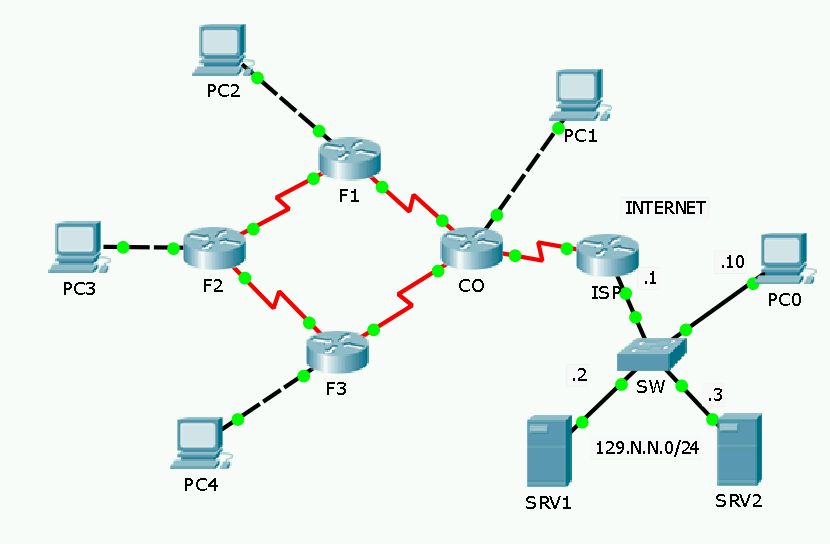 PC2
PC1
F1
INTERNET
PC3
F2
CO
ISP
.1
.10
PC0
F3
.2
SW
.3
PC4
129.N.N.0/24
SRV1
SRV2